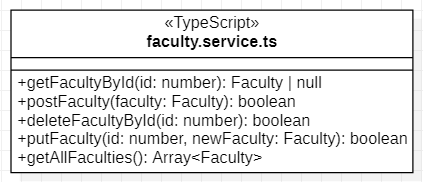 «TypeScript»
faculty.service.ts
+getFacultyById(id: number): Faculty | null
+postFaculty(faculty: Faculty): boolean
+deleteFacultyById(id: number): boolean
+putFaculty(id: number, newFaculty: Faculty): boolean
+getAllFaculties(): Array<Faculty>